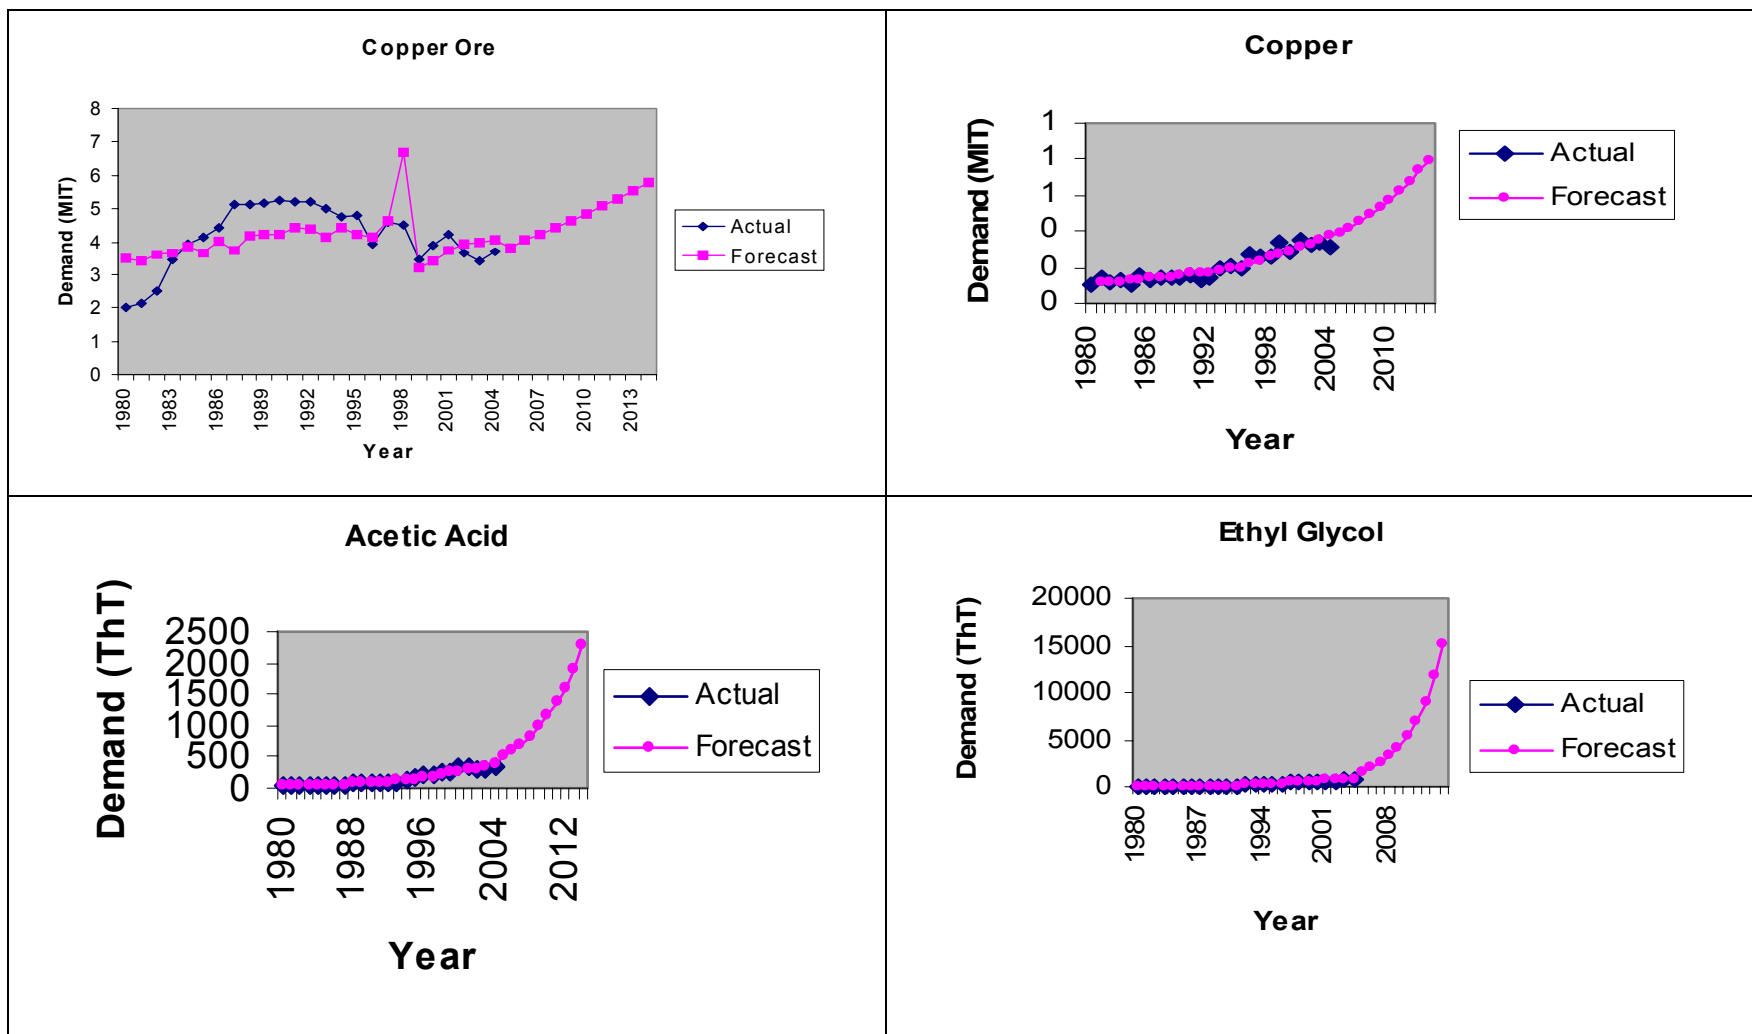 Copper Ore
8
7
6
5
4
3
2
1
0
Demand (MIT)
1980
1983
1986
1989
1992
1995
1998
2001
2004
2007
2010
2013
Year
Actual
Forecast
Copper
1
1
1
0
0
0
Demand (MIT)
1980
1986
1992
1998
2004
2010
Year
Actual
Forecast
Acetic Acid
2500
2000
1500
1000
500
0
Demand (ThT)
1980
1988
1996
2004
2012
Year
Actual
Forecast
Ethyl Glycol
20000
15000
10000
5000
0
Demand (ThT)
1980
1987
1994
2001
2008
Year
Actual
Forecast